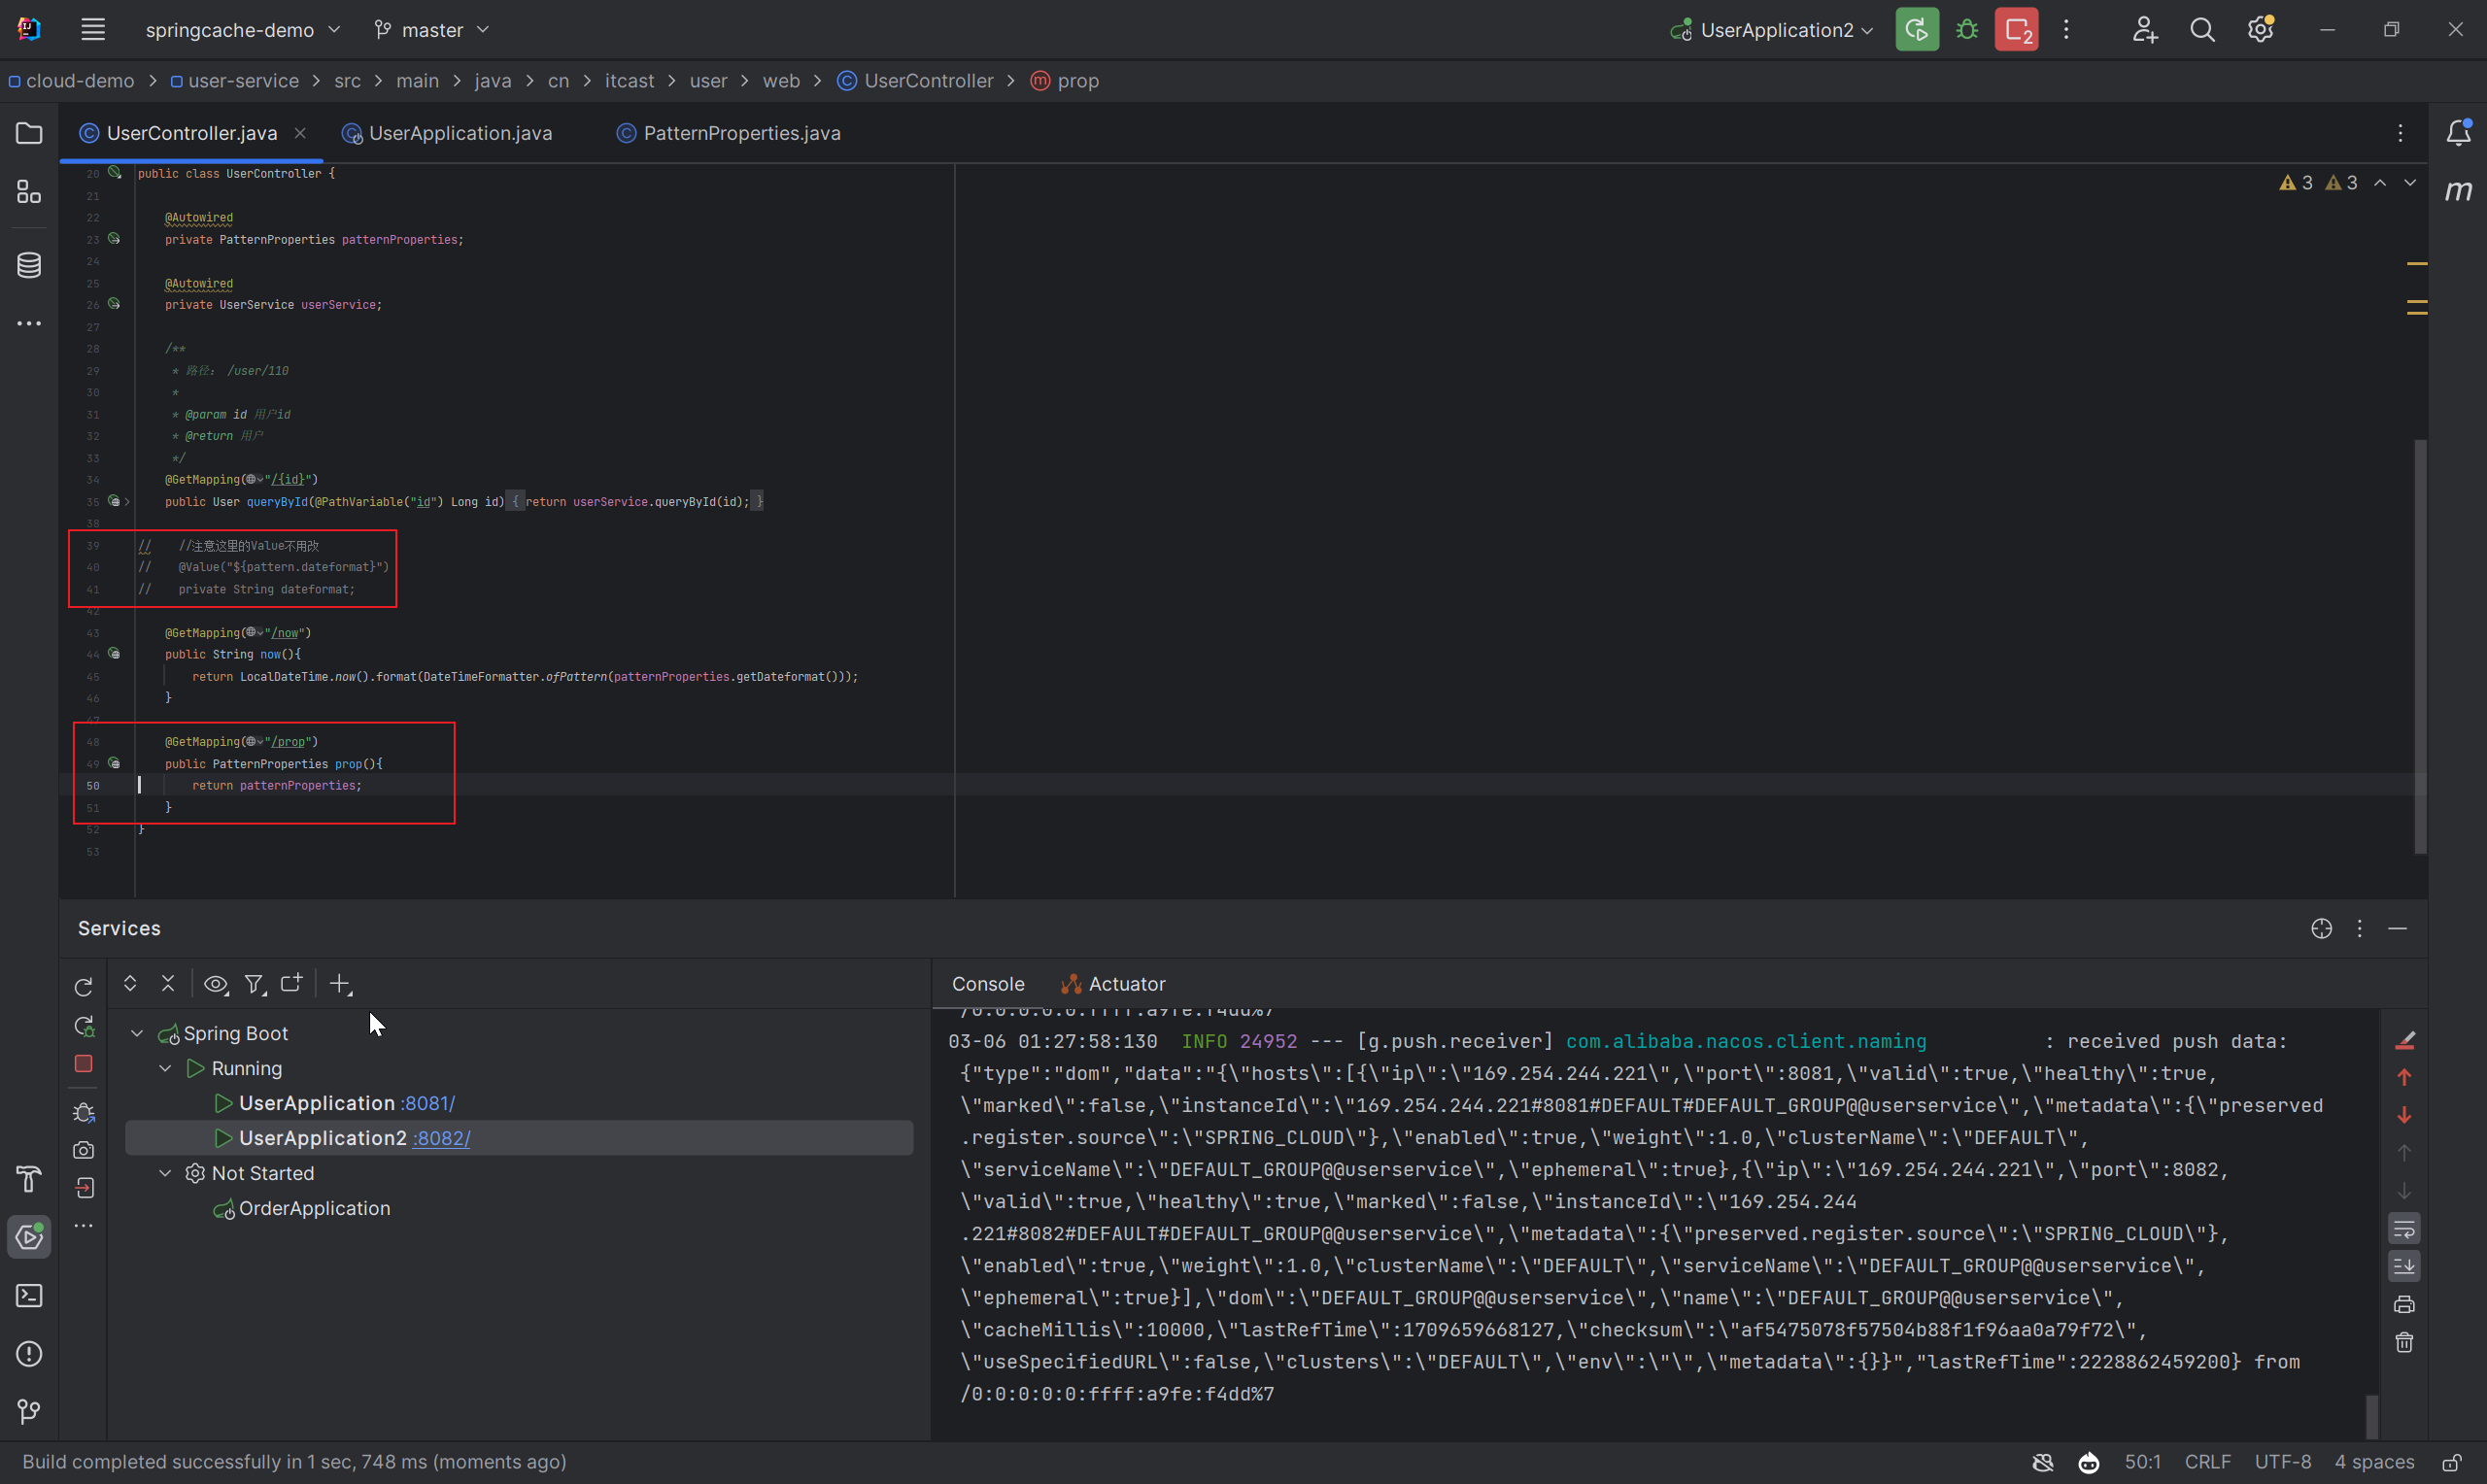 springcache-demo master UserApplication2 2
cloud-demo > user-service > src > main > java > cn > itcast > user > web > UserController > prop
UserController.java UserApplication.java PatternProperties.java
3 3
20 public class UserController {
21
22 @Autowired
23 private PatternProperties patternProperties;
24
25 @Autowired
26 private UserService userService;
27
28 /**
29 * 路径: /user/110
30 *
31 * @param id 用户id
32 * @return 用户
33 */
34 @GetMapping("/{id}")
35 public User queryById(@PathVariable("id") Long id) { return userService.queryById(id); }
38
39 // //注意这里的Value不用改
40 // @Value("${pattern.dateformat}")
41 // private String dateformat;
42
43 @GetMapping("/now")
44 public String now(){
45 return LocalDateTime.now().format(DateTimeFormatter.ofPattern(patternProperties.getDateformat()));
46 }
47
48 @GetMapping("/prop")
49 public PatternProperties prop(){
50 return patternProperties;
51 }
52 }
53
Services
Console Actuator
Spring Boot
Running
UserApplication :8081/
UserApplication2 :8082/
Not Started
OrderApplication
/0:0:0:0:0:ffff:a9fe:f4dd%7
03-06 01:27:58:130 INFO 24952 --- [g.push.receiver] com.alibaba.nacos.client.naming : received push data:
{"type":"dom","data":"{\"hosts\":[{\"ip\":\"169.254.244.221\",\"port\":8081,\"valid\":true,\"healthy\":true,
\"marked\":false,\"instanceId\":\"169.254.244.221#8081#DEFAULT#DEFAULT_GROUP@@userservice\",\"metadata\":{\"preserved
.register.source\":\"SPRING_CLOUD\"},\"enabled\":true,\"weight\":1.0,\"clusterName\":\"DEFAULT\",
\"serviceName\":\"DEFAULT_GROUP@@userservice\",\"ephemeral\":true},{\"ip\":\"169.254.244.221\",\"port\":8082,
\"valid\":true,\"healthy\":true,\"marked\":false,\"instanceId\":\"169.254.244
.221#8082#DEFAULT#DEFAULT_GROUP@@userservice\",\"metadata\":{\"preserved.register.source\":\"SPRING_CLOUD\"},
\"enabled\":true,\"weight\":1.0,\"clusterName\":\"DEFAULT\",\"serviceName\":\"DEFAULT_GROUP@@userservice\",
\"ephemeral\":true}],\"dom\":\"DEFAULT_GROUP@@userservice\",\"name\":\"DEFAULT_GROUP@@userservice\",
\"cacheMillis\":10000,\"lastRefTime\":1709659668127,\"checksum\":\"af5475078f57504b88f1f96aa0a79f72\",
\"useSpecifiedURL\":false,\"clusters\":\"DEFAULT\",\"env\":\"\",\"metadata\":{}}","lastRefTime":2228862459200} from
/0:0:0:0:0:ffff:a9fe:f4dd%7
Build completed successfully in 1 sec, 748 ms (moments ago) 50:1 CRLF UTF-8 4 spaces